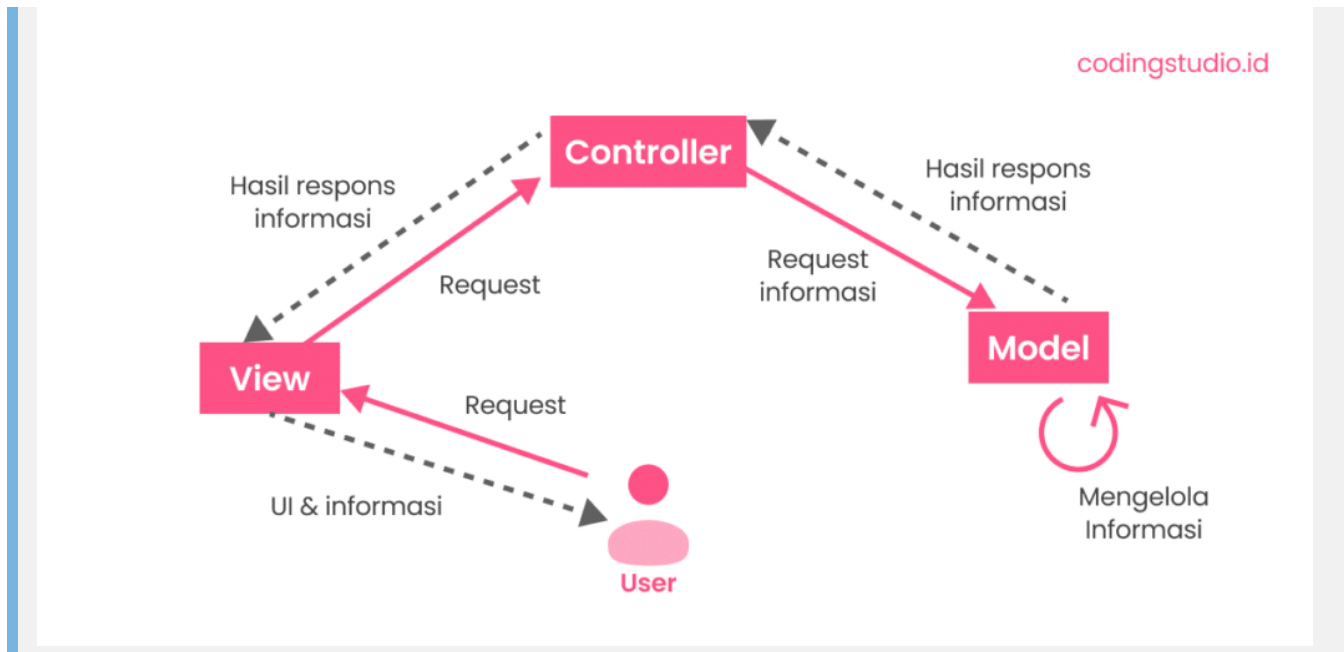 codingstudio.id
Controller
Hasil respons
informasi
Hasil respons
informasi
Request
Request
informasi
View
Model
Request
UI & informasi
Mengelola
Informasi
User